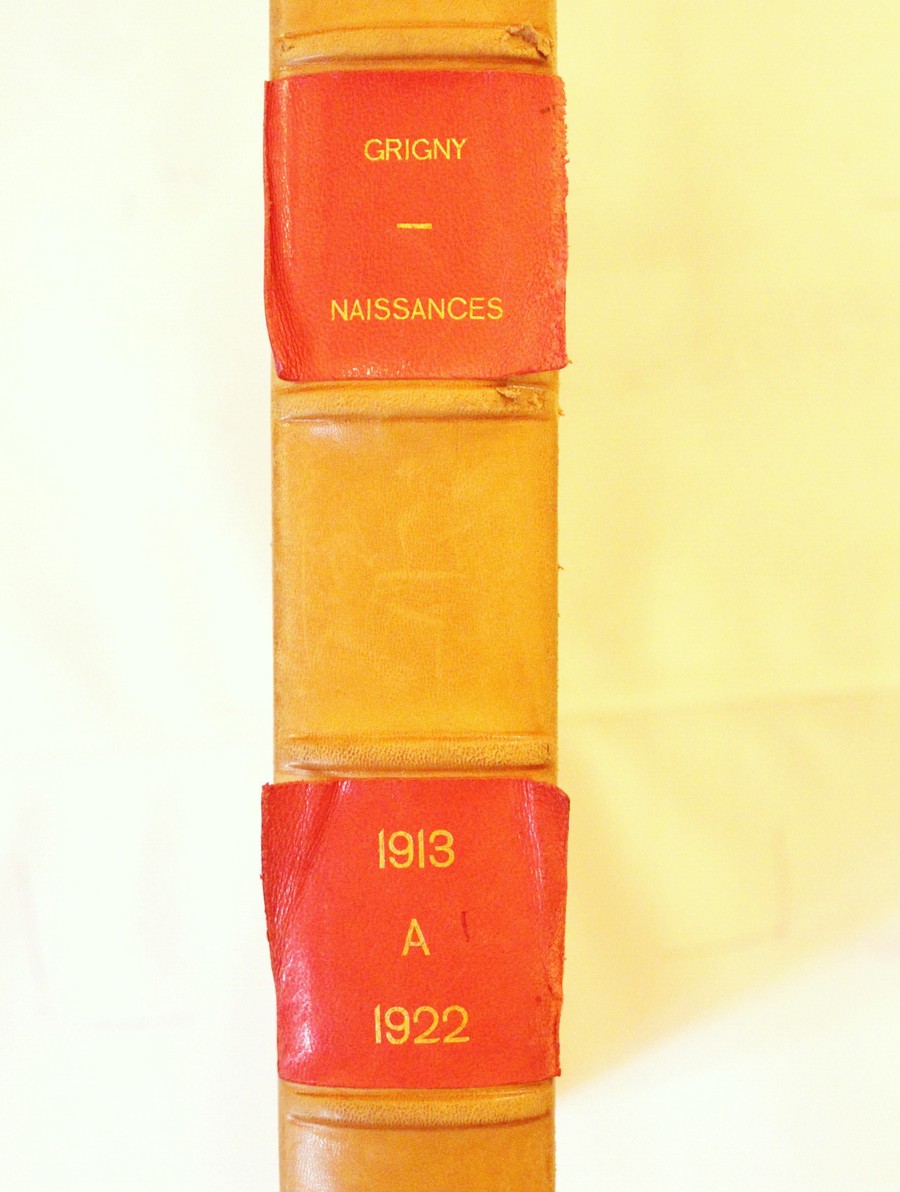 GRIGNY
—
NAISSANCES
1913
A
1922